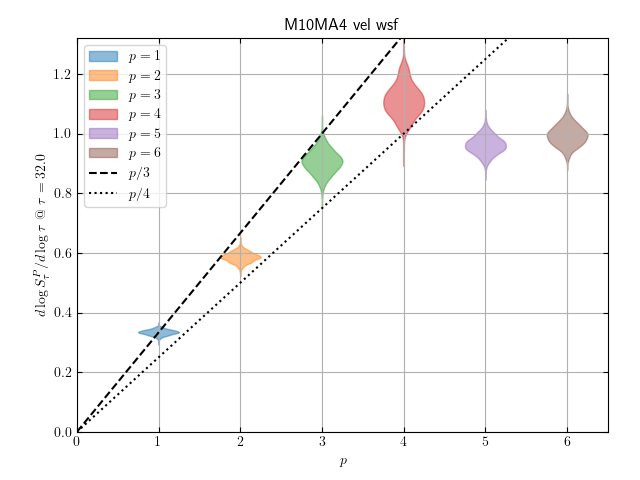 M10MA4 vel wsf
p = 1
p = 2
p = 3
p = 4
p = 5
p = 6
p/3
p/4
d log S_τ^P / d log τ @ τ = 32.0
1.2
1.0
0.8
0.6
0.4
0.2
0.0
0 1 2 3 4 5 6
p